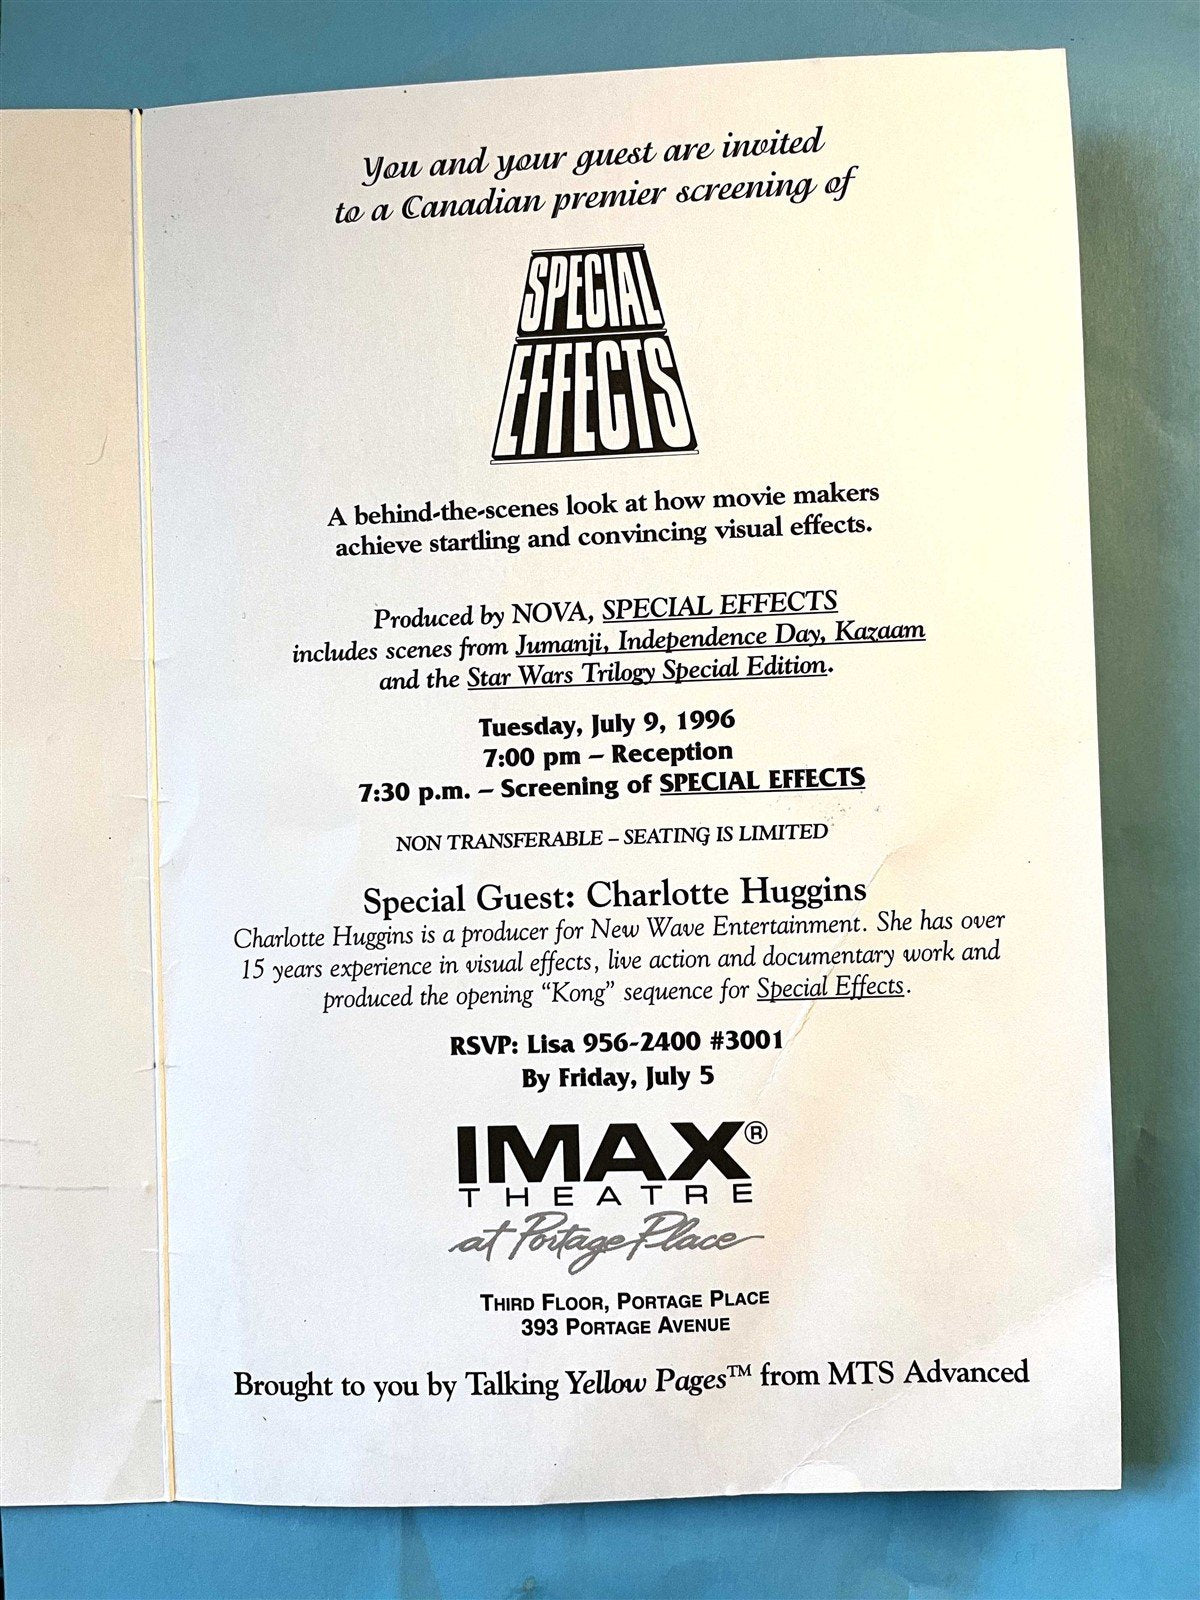 You and your guest are invited
to a Canadian premier screening of
SPECIAL
EFFECTS
A behind-the-scenes look at how movie makers
achieve startling and convincing visual effects.
Produced by NOVA, SPECIAL EFFECTS
includes scenes from Jumanji, Independence Day, Kazaam
and the Star Wars Trilogy Special Edition.
Tuesday, July 9, 1996
7:00 pm – Reception
7:30 p.m. – Screening of SPECIAL EFFECTS
NON TRANSFERABLE – SEATING IS LIMITED
Special Guest: Charlotte Huggins
Charlotte Huggins is a producer for New Wave Entertainment. She has over
15 years experience in visual effects, live action and documentary work and
produced the opening “Kong” sequence for Special Effects.
RSVP: Lisa 956-2400 #3001
By Friday, July 5
IMAX®
THEATRE
at Portage Place
THIRD FLOOR, PORTAGE PLACE
393 PORTAGE AVENUE
Brought to you by Talking Yellow Pages™ from MTS Advanced